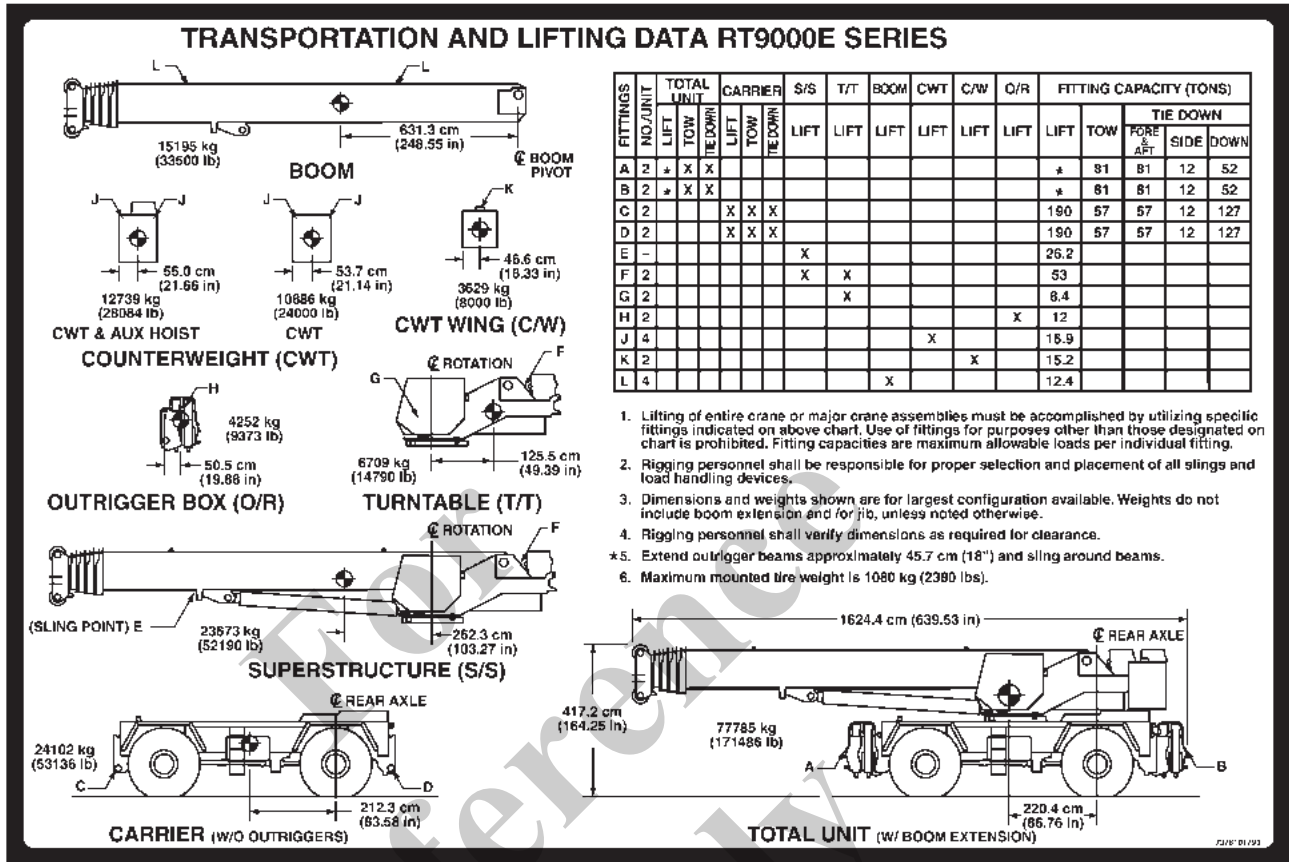 TRANSPORTATION AND LIFTING DATA RT9000E SERIES
L
L
631.3 cm
(248.55 in)
15195 kg
(33500 lb)
BOOM
℄ BOOM
PIVOT
J
J
J
J
K
55.0 cm
(21.66 in)
53.7 cm
(21.14 in)
46.6 cm
(18.33 in)
12739 kg
(28084 lb)
10886 kg
(24000 lb)
3629 kg
(8000 lb)
CWT & AUX HOIST
CWT
CWT WING (C/W)
COUNTERWEIGHT (CWT)
H
4252 kg
(9373 lb)
50.5 cm
(19.88 in)
OUTRIGGER BOX (O/R)
℄ ROTATION
F
G
6709 kg
(14790 lb)
125.5 cm
(49.39 in)
TURNTABLE (T/T)
℄ ROTATION
F
(SLING POINT) E
23673 kg
(52190 lb)
262.3 cm
(103.27 in)
SUPERSTRUCTURE (S/S)
℄ REAR AXLE
24102 kg
(53136 lb)
C
D
212.3 cm
(83.58 in)
CARRIER (W/O OUTRIGGERS)
FITTINGS NO./UNIT TOTAL UNIT CARRIER S/S T/T BOOM CWT C/W O/R FITTING CAPACITY (TONS)
LIFT TOW TIE DOWN LIFT TOW TIE DOWN LIFT LIFT LIFT LIFT LIFT LIFT LIFT TOW TIE DOWN
FORE & AFT SIDE DOWN
A 2 * X X * 81 81 12 52
B 2 * X X * 81 81 12 52
C 2 X X X 190 57 57 12 127
D 2 X X X 190 57 57 12 127
E – X 26.2
F 2 X X 53
G 2 X 8.4
H 2 X 12
J 4 X 15.9
K 2 X 15.2
L 4 X 12.4
1. Lifting of entire crane or major crane assemblies must be accomplished by utilizing specific
fittings indicated on above chart. Use of fittings for purposes other than those designated on
chart is prohibited. Fitting capacities are maximum allowable loads per individual fitting.
2. Rigging personnel shall be responsible for proper selection and placement of all slings and
load handling devices.
3. Dimensions and weights shown are for largest configuration available. Weights do not
include boom extension and /or jib, unless noted otherwise.
4. Rigging personnel shall verify dimensions as required for clearance.
*5. Extend outrigger beams approximately 45.7 cm (18") and sling around beams.
6. Maximum mounted tire weight is 1080 kg (2380 lbs).
1624.4 cm (639.53 in)
℄ REAR AXLE
417.2 cm
(164.25 in)
77785 kg
(171486 lb)
A
B
220.4 cm
(86.76 in)
TOTAL UNIT (W/ BOOM EXTENSION)
For